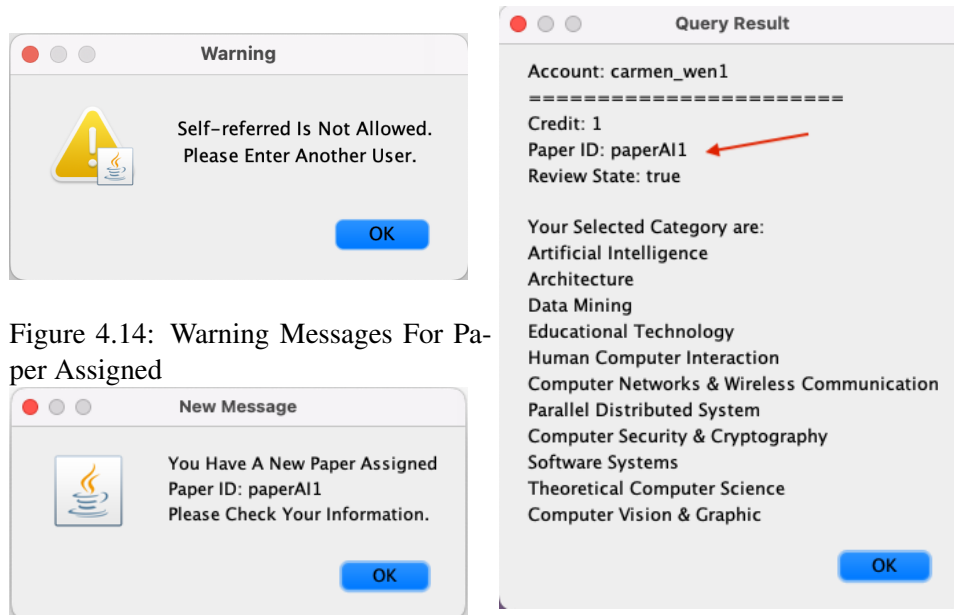 Warning
Self-referred Is Not Allowed.
Please Enter Another User.
OK
Figure 4.14: Warning Messages For Pa-
per Assigned
New Message
You Have A New Paper Assigned
Paper ID: paperAI1
Please Check Your Information.
OK
Query Result
Account: carmen_wen1
=======================
Credit: 1
Paper ID: paperAI1
Review State: true
Your Selected Category are:
Artificial Intelligence
Architecture
Data Mining
Educational Technology
Human Computer Interaction
Computer Networks & Wireless Communication
Parallel Distributed System
Computer Security & Cryptography
Software Systems
Theoretical Computer Science
Computer Vision & Graphic
OK